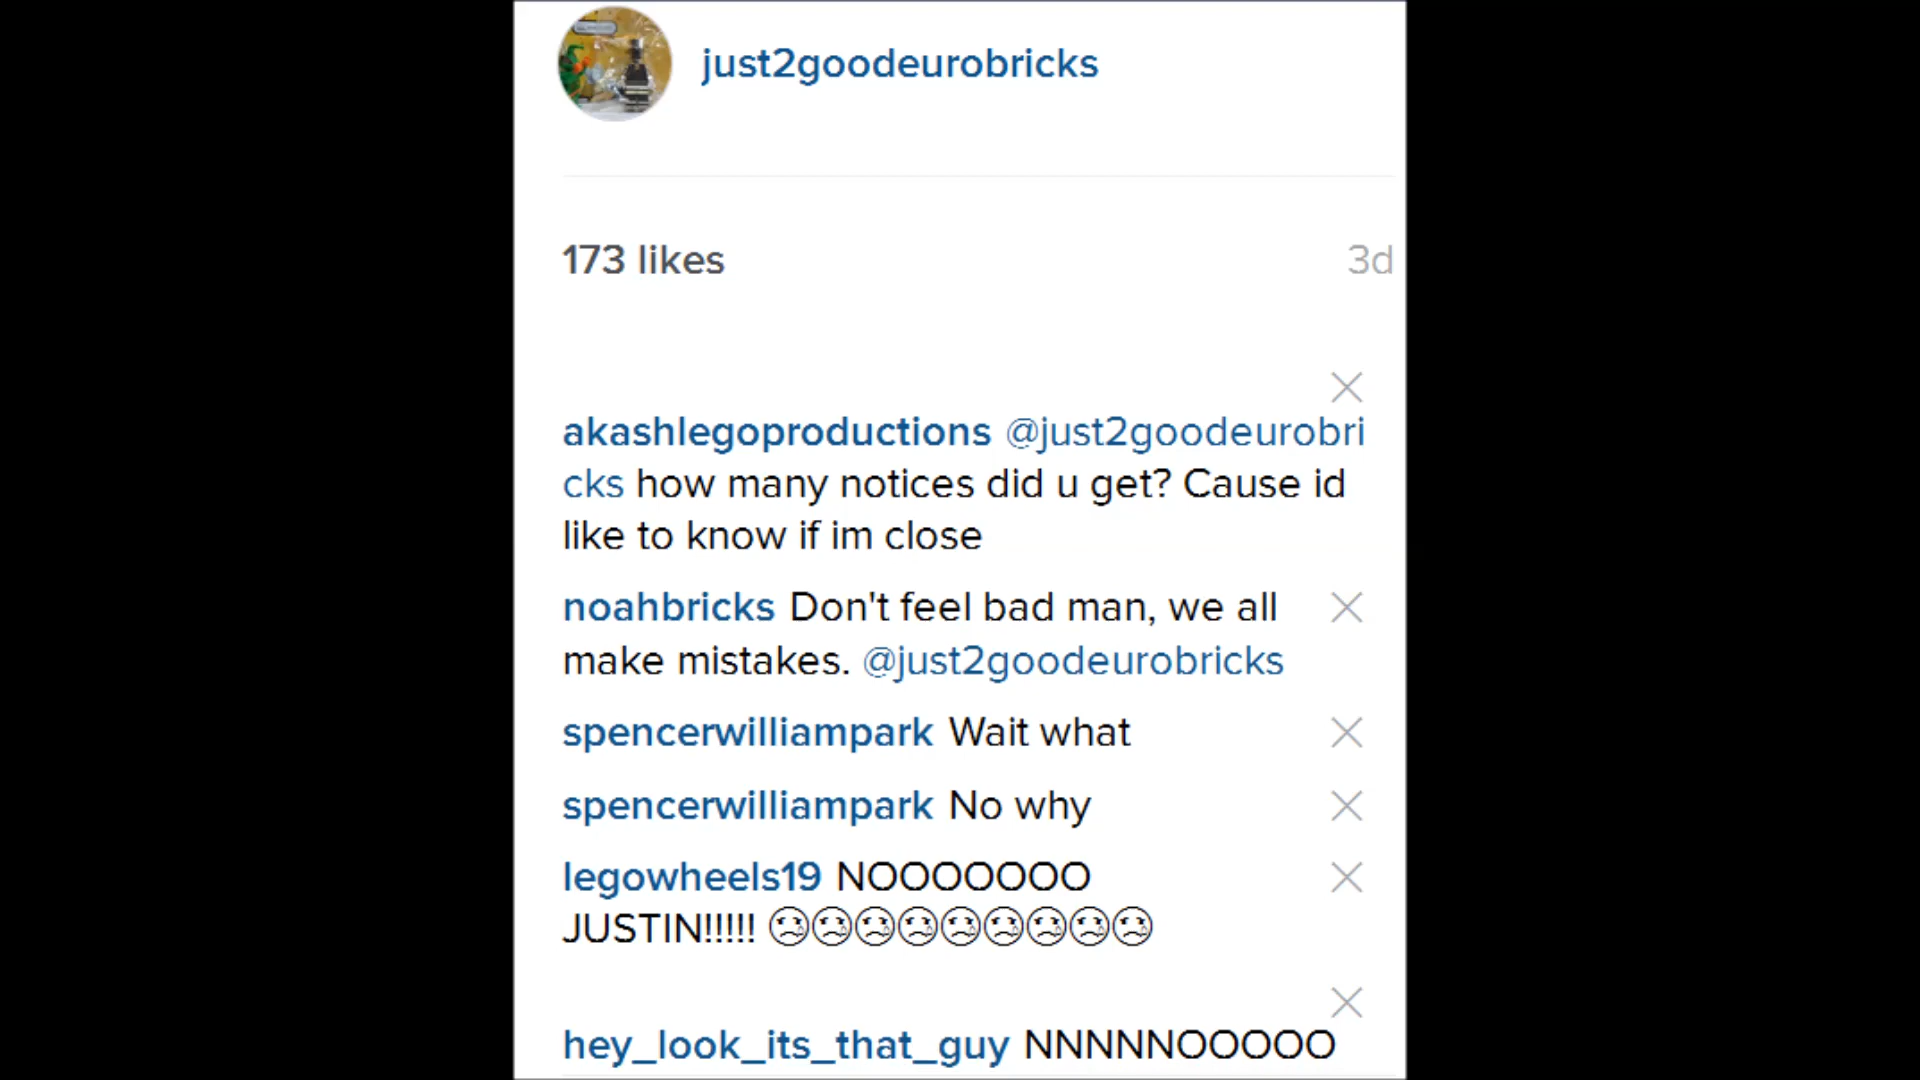 just2goodeurobricks
173 likes 3d
akashlegoproductions @just2goodeurobri
cks how many notices did u get? Cause id
like to know if im close
noahbricks Don't feel bad man, we all
make mistakes. @just2goodeurobricks
spencerwilliampark Wait what
spencerwilliampark No why
legowheels19 NOOOOOOO
JUSTIN!!!!! 😢😢😢😢😢😢😢😢😢
hey_look_its_that_guy NNNNNOOOOO